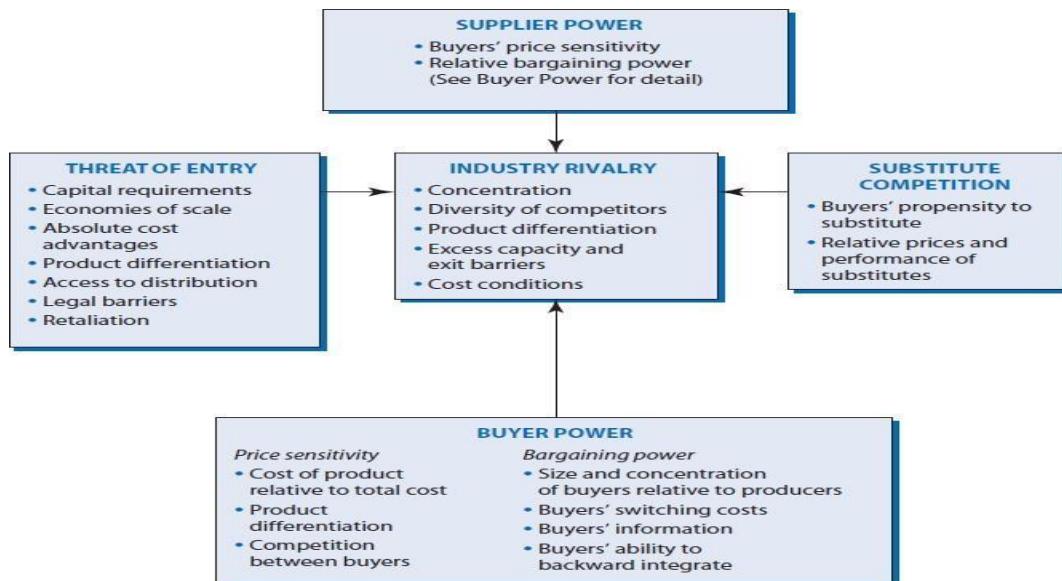 SUPPLIER POWER
• Buyers’ price sensitivity
• Relative bargaining power
(See Buyer Power for detail)
THREAT OF ENTRY
• Capital requirements
• Economies of scale
• Absolute cost
advantages
• Product differentiation
• Access to distribution
• Legal barriers
• Retaliation
INDUSTRY RIVALRY
• Concentration
• Diversity of competitors
• Product differentiation
• Excess capacity and
exit barriers
• Cost conditions
SUBSTITUTE
COMPETITION
• Buyers’ propensity to
substitute
• Relative prices and
performance of
substitutes
BUYER POWER
Price sensitivity
• Cost of product
relative to total cost
• Product
differentiation
• Competition
between buyers
Bargaining power
• Size and concentration
of buyers relative to producers
• Buyers’ switching costs
• Buyers’ information
• Buyers’ ability to
backward integrate